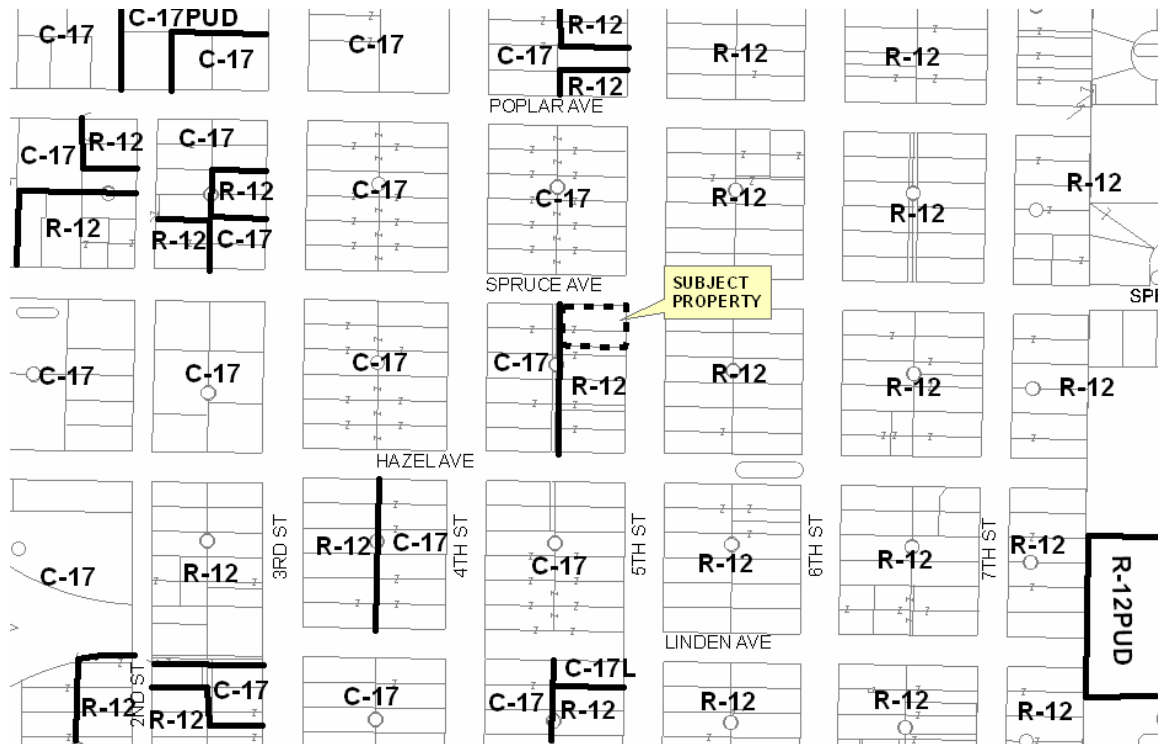 C-17PUD
C-17
C-17
C-17
R-12
C-17
R-12
R-12
R-12
POPLAR AVE
C-17
R-12
C-17
R-12
R-12
R-12
C-17
C-17
C-17
R-12
R-12
R-12
SPRUCE AVE
SUBJECT
PROPERTY
SPR
C-17
C-17
C-17
C-17
R-12
R-12
R-12
R-12
HAZEL AVE
3RD ST
4TH ST
5TH ST
6TH ST
7TH ST
C-17
R-12
R-12
C-17
C-17
R-12
R-12
R-12
R-12PUD
LINDEN AVE
2ND ST
R-12
R-12
C-17
C-17
C-17
C-17L
R-12
R-12
R-12
R-12